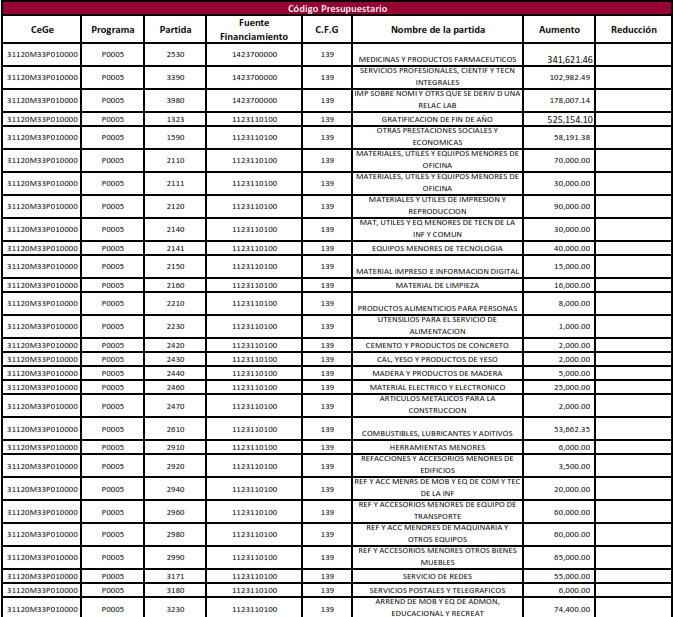 Código Presupuestario
CeGe Programa Partida Fuente Financiamiento C.F.G Nombre de la partida Aumento Reducción
31120M33P010000 P0005 2530 1423700000 139 MEDICINAS Y PRODUCTOS FARMACEUTICOS 341,621.46
31120M33P010000 P0005 3390 1423700000 139 SERVICIOS PROFESIONALES, CIENTIF Y TECN INTEGRALES 102,982.49
31120M33P010000 P0005 3980 1423700000 139 IMP SOBRE NOMI Y OTRS QUE SE DERIV D UNA RELAC LAB 178,007.14
31120M33P010000 P0005 1323 1123110100 139 GRATIFICACION DE FIN DE AÑO 525,154.10
31120M33P010000 P0005 1590 1123110100 139 OTRAS PRESTACIONES SOCIALES Y ECONOMICAS 58,191.38
31120M33P010000 P0005 2110 1123110100 139 MATERIALES, UTILES Y EQUIPOS MENORES DE OFICINA 70,000.00
31120M33P010000 P0005 2111 1123110100 139 MATERIALES, UTILES Y EQUIPOS MENORES DE OFICINA 30,000.00
31120M33P010000 P0005 2120 1123110100 139 MATERIALES Y UTILES DE IMPRESION Y REPRODUCCION 90,000.00
31120M33P010000 P0005 2140 1123110100 139 MAT, UTILES Y EQ MENORES DE TECN DE LA INF Y COMUN 30,000.00
31120M33P010000 P0005 2141 1123110100 139 EQUIPOS MENORES DE TECNOLOGIA 40,000.00
31120M33P010000 P0005 2150 1123110100 139 MATERIAL IMPRESO E INFORMACION DIGITAL 15,000.00
31120M33P010000 P0005 2160 1123110100 139 MATERIAL DE LIMPIEZA 16,000.00
31120M33P010000 P0005 2210 1123110100 139 PRODUCTOS ALIMENTICIOS PARA PERSONAS 8,000.00
31120M33P010000 P0005 2230 1123110100 139 UTENSILIOS PARA EL SERVICIO DE ALIMENTACION 1,000.00
31120M33P010000 P0005 2420 1123110100 139 CEMENTO Y PRODUCTOS DE CONCRETO 2,000.00
31120M33P010000 P0005 2430 1123110100 139 CAL, YESO Y PRODUCTOS DE YESO 2,000.00
31120M33P010000 P0005 2440 1123110100 139 MADERA Y PRODUCTOS DE MADERA 5,000.00
31120M33P010000 P0005 2460 1123110100 139 MATERIAL ELECTRICO Y ELECTRONICO 25,000.00
31120M33P010000 P0005 2470 1123110100 139 ARTICULOS METALICOS PARA LA CONSTRUCCION 2,000.00
31120M33P010000 P0005 2610 1123110100 139 COMBUSTIBLES, LUBRICANTES Y ADITIVOS 53,662.35
31120M33P010000 P0005 2910 1123110100 139 HERRAMIENTAS MENORES 6,000.00
31120M33P010000 P0005 2920 1123110100 139 REFACCIONES Y ACCESORIOS MENORES DE EDIFICIOS 3,500.00
31120M33P010000 P0005 2940 1123110100 139 REF Y ACC MENRS DE MOB Y EQ DE COM Y TEC DE LA INF 20,000.00
31120M33P010000 P0005 2960 1123110100 139 REF Y ACCESORIOS MENORES DE EQUIPO DE TRANSPORTE 60,000.00
31120M33P010000 P0005 2980 1123110100 139 REF Y ACC MENORES DE MAQUINARIA Y OTROS EQUIPOS 60,000.00
31120M33P010000 P0005 2990 1123110100 139 REF Y ACCESORIOS MENORES OTROS BIENES MUEBLES 65,000.00
31120M33P010000 P0005 3171 1123110100 139 SERVICIO DE REDES 55,000.00
31120M33P010000 P0005 3180 1123110100 139 SERVICIOS POSTALES Y TELEGRAFICOS 6,000.00
31120M33P010000 P0005 3230 1123110100 139 ARREND DE MOB Y EQ DE ADMON, EDUCACIONAL Y RECREAT 74,400.00